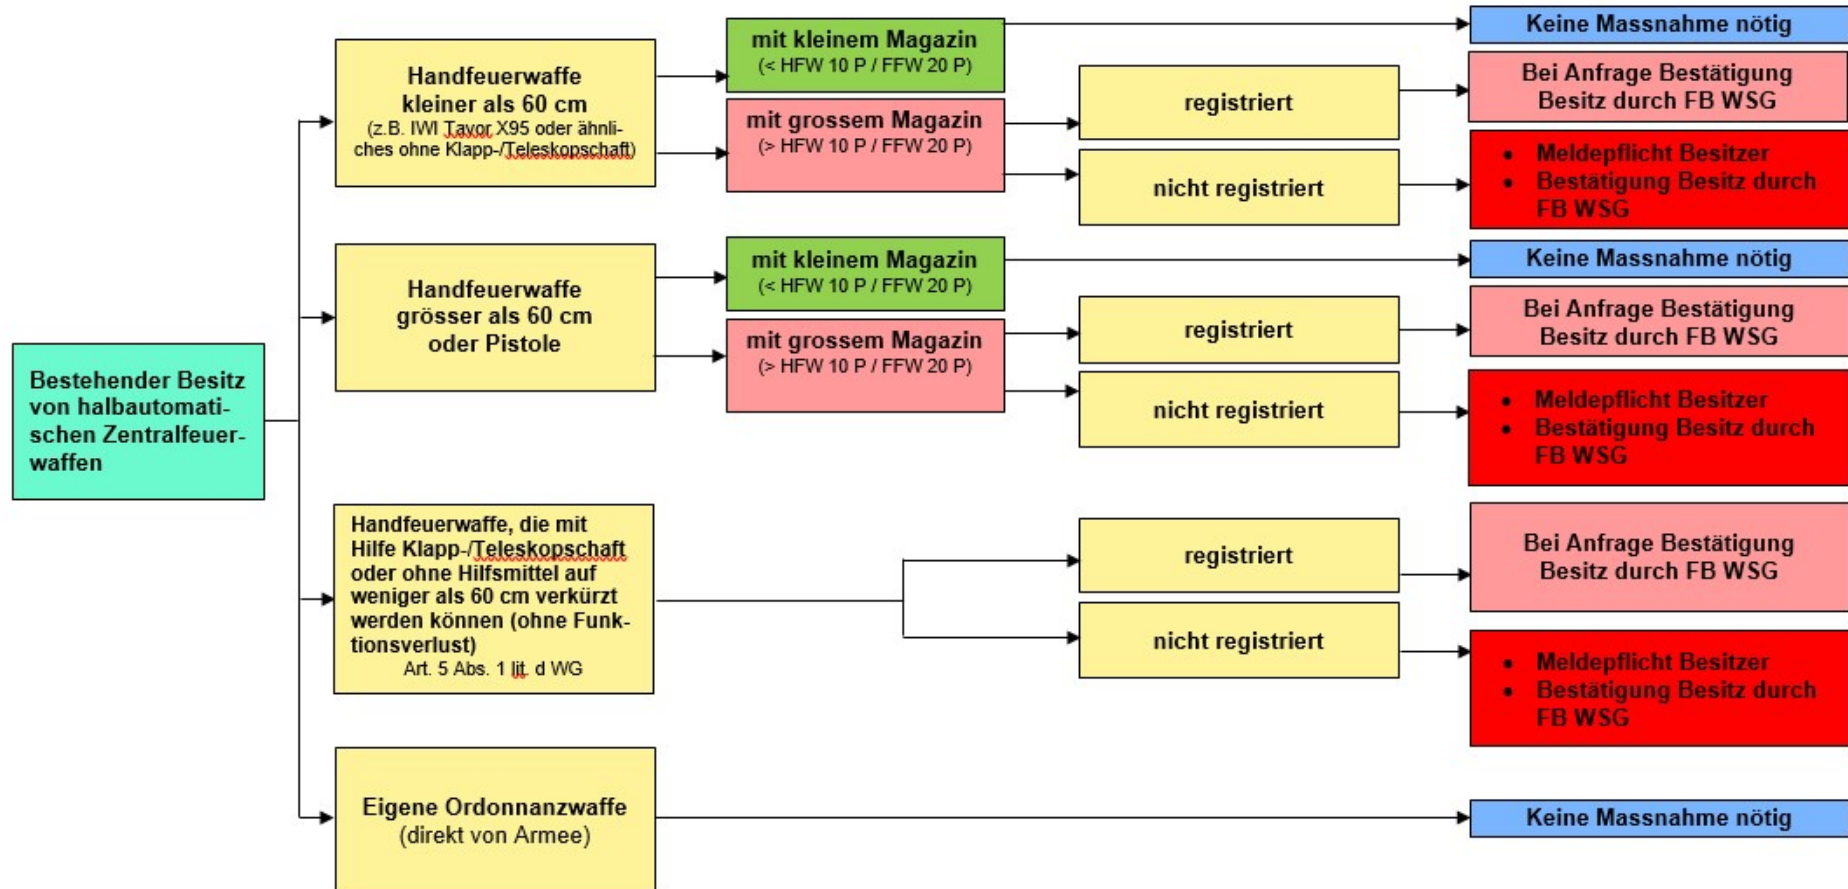 Bestehender Besitz
von halbautomati-
schen Zentralfeuer-
waffen
Handfeuerwaffe
kleiner als 60 cm
(z.B. IWI Tavor X95 oder ähnli-
ches ohne Klapp-/Teleskopschaft)
mit kleinem Magazin
(< HFW 10 P / FFW 20 P)
Keine Massnahme nötig
mit grossem Magazin
(> HFW 10 P / FFW 20 P)
registriert
Bei Anfrage Bestätigung
Besitz durch FB WSG
nicht registriert
• Meldepflicht Besitzer
• Bestätigung Besitz durch
FB WSG
Handfeuerwaffe
grösser als 60 cm
oder Pistole
mit kleinem Magazin
(< HFW 10 P / FFW 20 P)
Keine Massnahme nötig
mit grossem Magazin
(> HFW 10 P / FFW 20 P)
registriert
Bei Anfrage Bestätigung
Besitz durch FB WSG
nicht registriert
• Meldepflicht Besitzer
• Bestätigung Besitz durch
FB WSG
Handfeuerwaffe, die mit
Hilfe Klapp-/Teleskopschaft
oder ohne Hilfsmittel auf
weniger als 60 cm verkürzt
werden können (ohne Funk-
tionsverlust)
Art. 5 Abs. 1 lit. d WG
registriert
Bei Anfrage Bestätigung
Besitz durch FB WSG
nicht registriert
• Meldepflicht Besitzer
• Bestätigung Besitz durch
FB WSG
Eigene Ordonnanzwaffe
(direkt von Armee)
Keine Massnahme nötig